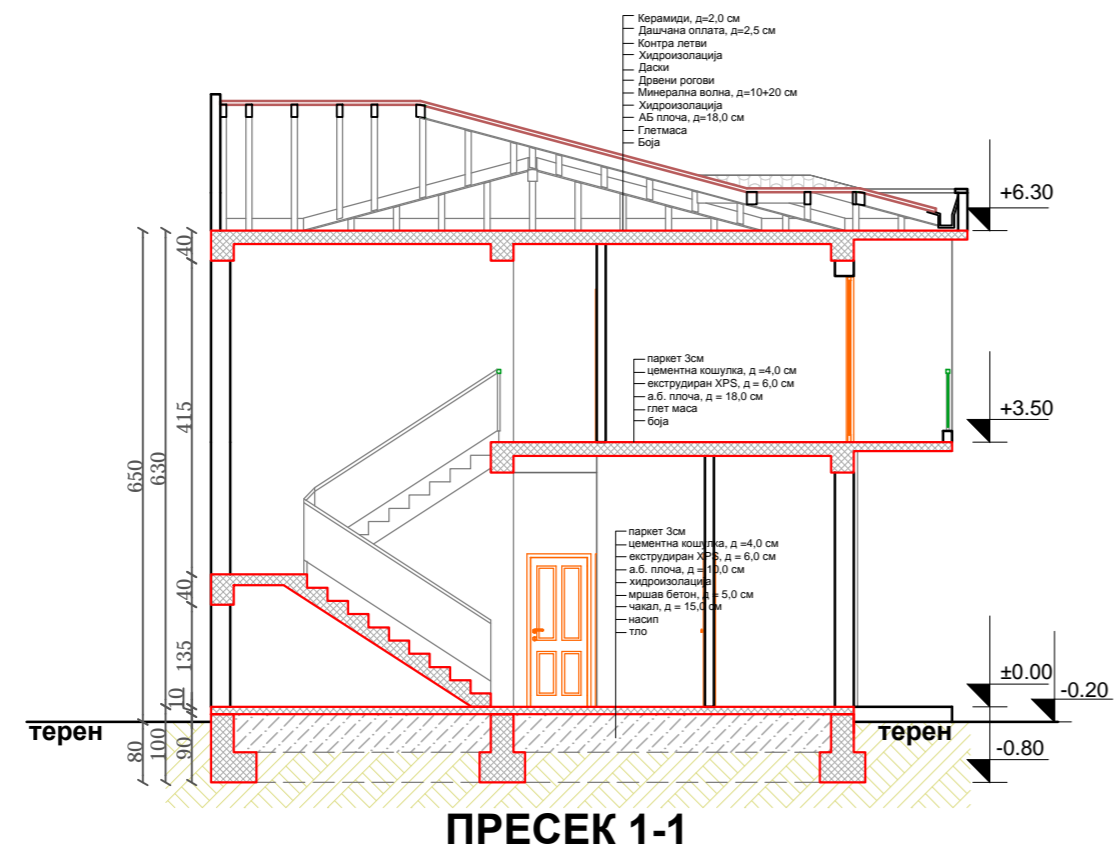 Керамиди, д=2,0 см
Дашчана оплата, д=2,5 см
Контра летви
Хидроизолација
Даски
Дрвени рогови
Минерална волна, д=10+20 см
Хидроизолација
АБ плоча, д=18,0 см
Глетмаса
Боја
+6.30
40
паркет 3см
цементна кошулка, д =4,0 см
екструдиран XPS, д = 6,0 см
а.б. плоча, д = 18,0 см
глет маса
боја
+3.50
415
650
630
паркет 3см
цементна кошулка, д =4,0 см
екструдиран XPS, д = 6,0 см
а.б. плоча, д = 10,0 см
хидроизолација
мршав бетон, д = 5,0 см
чакал, д = 15,0 см
насип
тло
40
135
10
±0.00
-0.20
терен
терен
80
100
90
-0.80
ПРЕСЕК 1-1